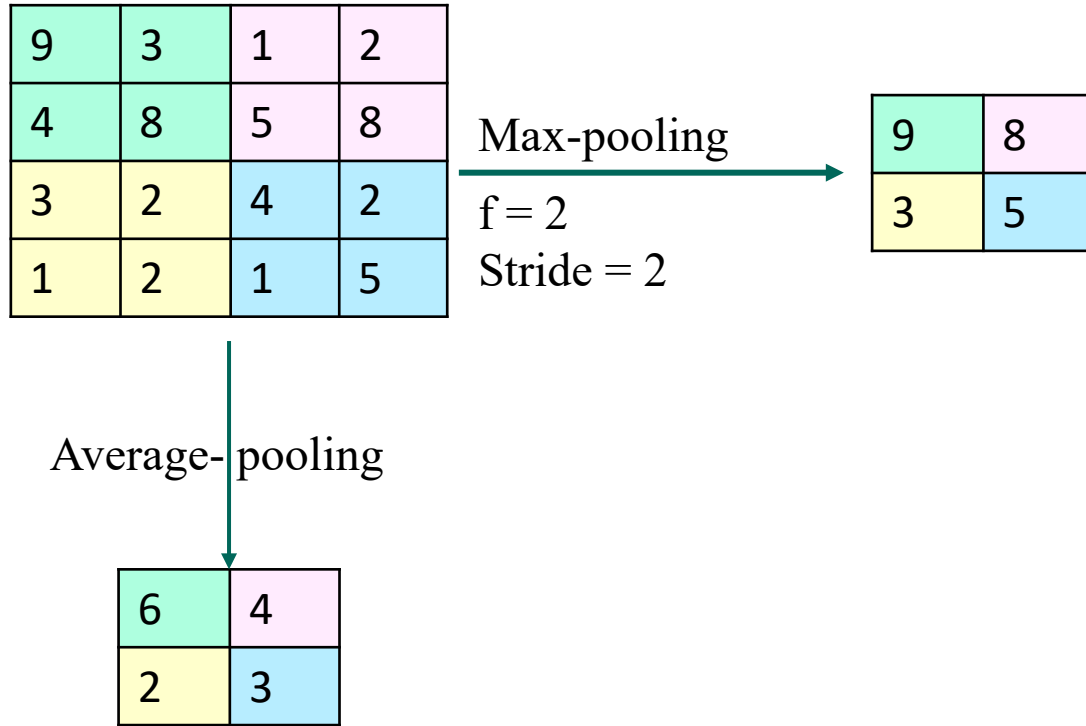 9 3 1 2
4 8 5 8
3 2 4 2
1 2 1 5
Max-pooling
f = 2
Stride = 2
9 8
3 5
Average- pooling
6 4
2 3